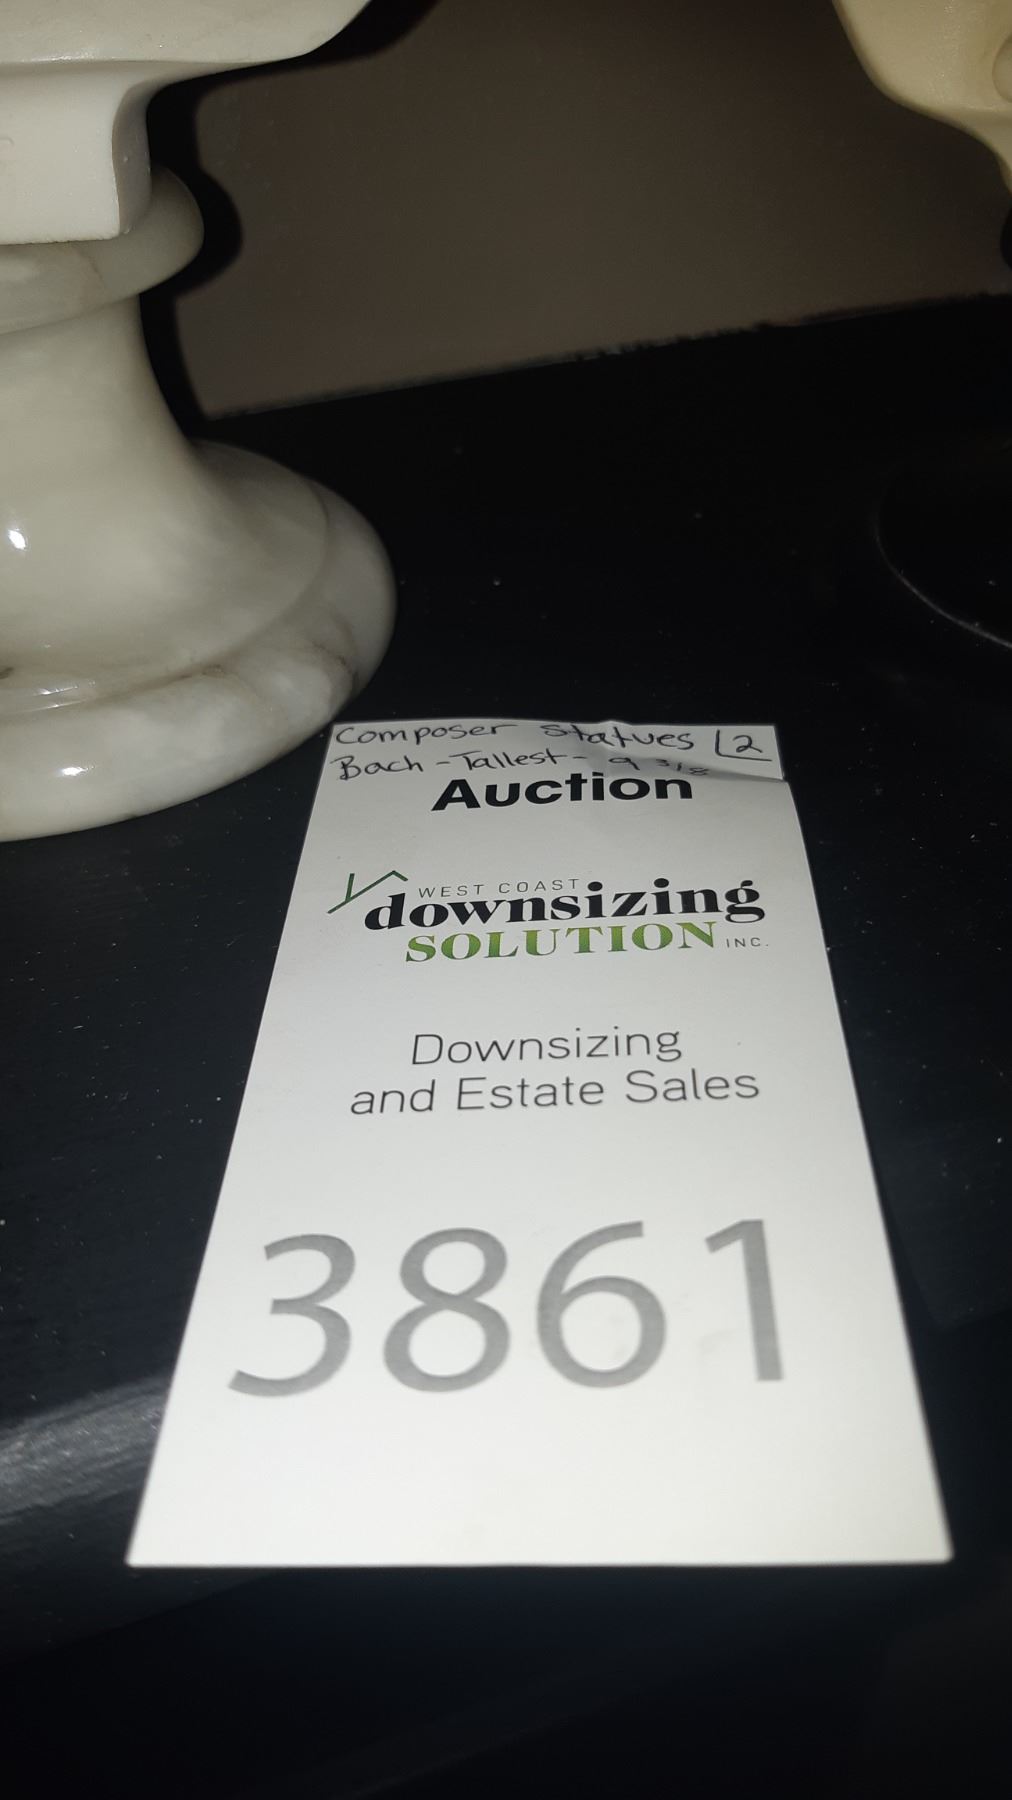 Composer Statues 2
Bach - Tallest - 9 3/8
Auction
WEST COAST
downsizing
SOLUTION INC.
Downsizing
and Estate Sales
3861